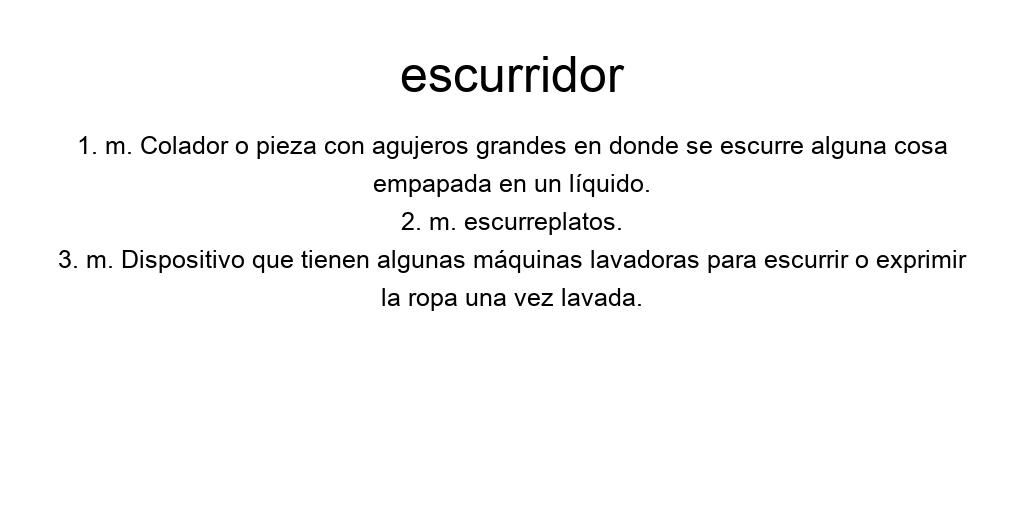 escurridor
1. m. Colador o pieza con agujeros grandes en donde se escurre alguna cosa
empapada en un líquido.
2. m. escurreplatos.
3. m. Dispositivo que tienen algunas máquinas lavadoras para escurrir o exprimir
la ropa una vez lavada.